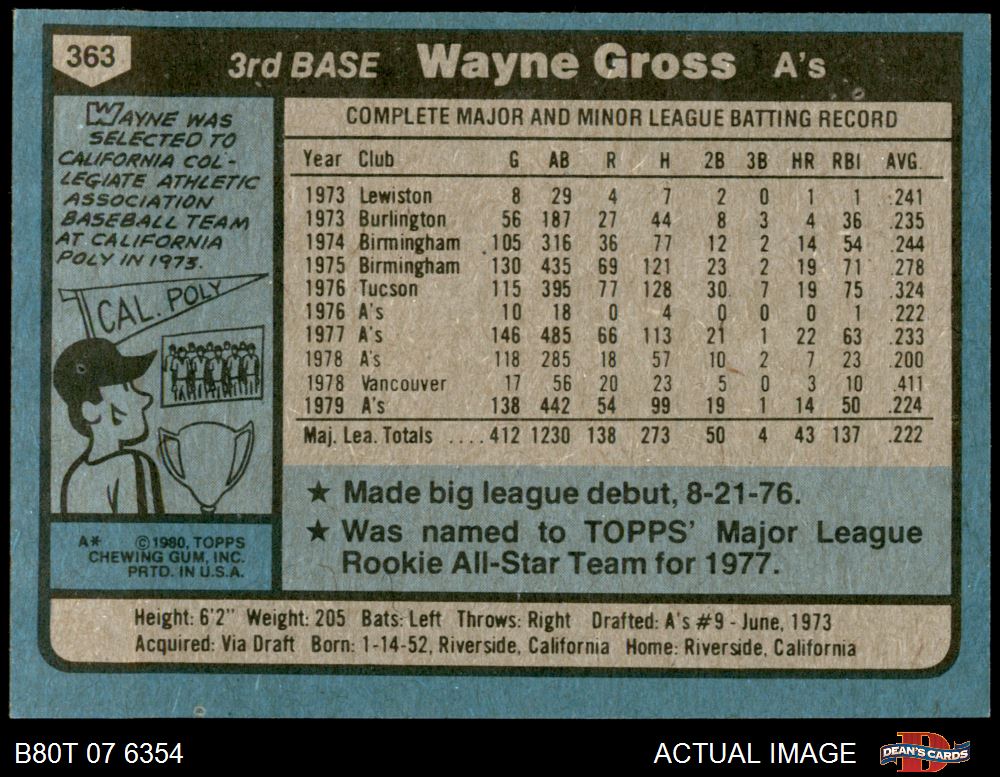 363 3rd BASE Wayne Gross A's
WAYNE WAS
SELECTED TO
CALIFORNIA COL-
LEGIATE ATHLETIC
ASSOCIATION
BASEBALL TEAM
AT CALIFORNIA
POLY IN 1973.
CAL. POLY
COMPLETE MAJOR AND MINOR LEAGUE BATTING RECORD
Year Club G AB R H 2B 3B HR RBI AVG.
1973 Lewiston 8 29 4 7 2 0 1 1 .241
1973 Burlington 56 187 27 44 8 3 4 36 .235
1974 Birmingham 105 316 36 77 12 2 14 54 .244
1975 Birmingham 130 435 69 121 23 2 19 71 .278
1976 Tucson 115 395 77 128 30 7 19 75 .324
1976 A's 10 18 0 4 0 0 0 1 .222
1977 A's 146 485 66 113 21 1 22 63 .233
1978 A's 118 285 18 57 10 2 7 23 .200
1978 Vancouver 17 56 20 23 5 0 3 10 .411
1979 A's 138 442 54 99 19 1 14 50 .224
Maj. Lea. Totals ....412 1230 138 273 50 4 43 137 .222
★ Made big league debut, 8-21-76.
★ Was named to TOPPS' Major League
Rookie All-Star Team for 1977.
A* ©1980, TOPPS
CHEWING GUM, INC.
PRTD. IN U.S.A.
Height: 6'2" Weight: 205 Bats: Left Throws: Right Drafted: A's #9 - June, 1973
Acquired: Via Draft Born: 1-14-52, Riverside, California Home: Riverside, California
B80T 07 6354 ACTUAL IMAGE DEAN'S CARDS